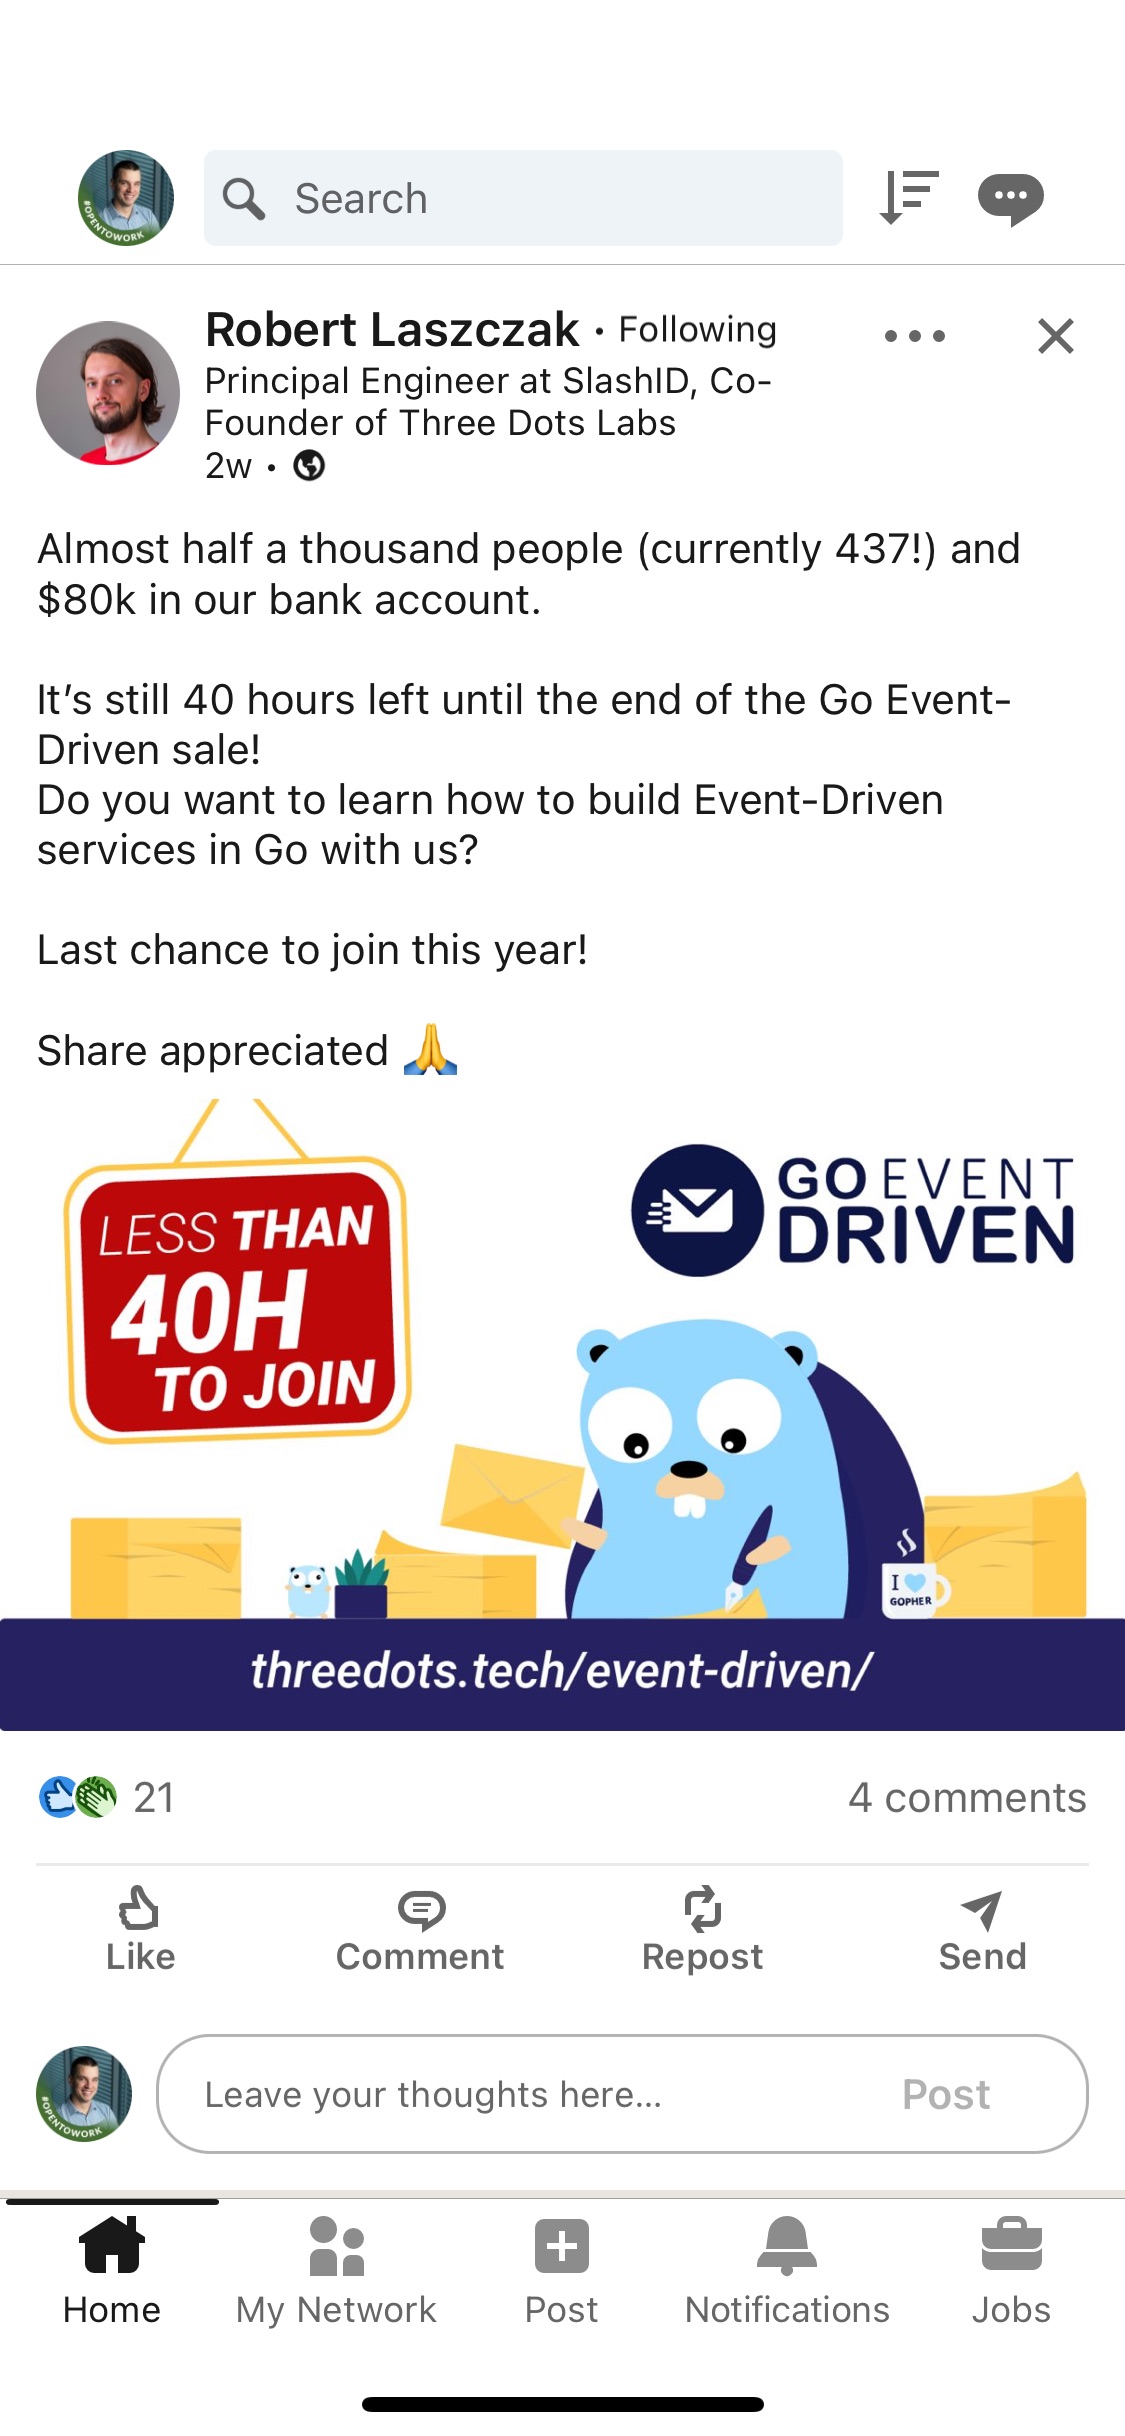 #OPENTOWORK
Search
Robert Laszczak • Following
Principal Engineer at SlashID, Co-
Founder of Three Dots Labs
2w •
Almost half a thousand people (currently 437!) and
$80k in our bank account.
It’s still 40 hours left until the end of the Go Event-
Driven sale!
Do you want to learn how to build Event-Driven
services in Go with us?
Last chance to join this year!
Share appreciated 🙏
LESS THAN
40H
TO JOIN
GO EVENT
DRIVEN
I
GOPHER
threedots.tech/event-driven/
21
4 comments
Like
Comment
Repost
Send
#OPENTOWORK
Leave your thoughts here...
Post
Home
My Network
Post
Notifications
Jobs